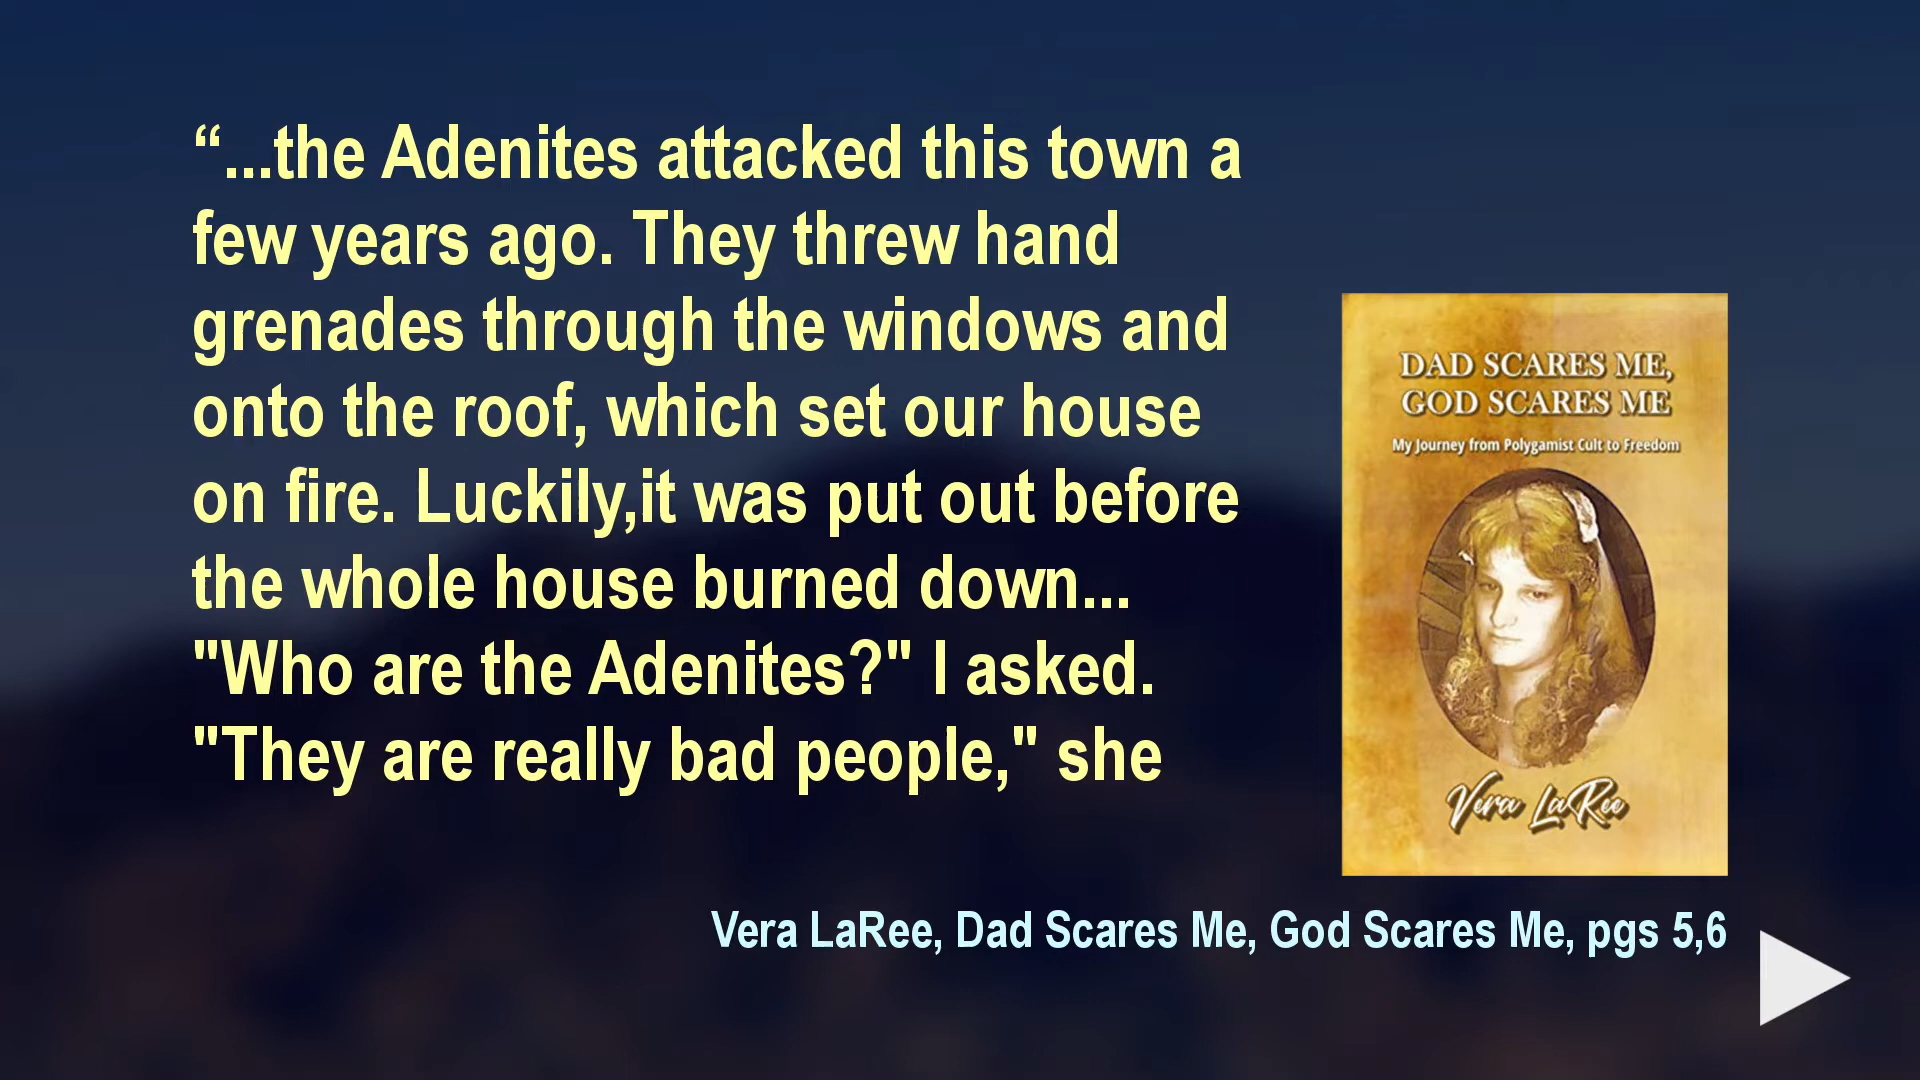 “...the Adenites attacked this town a
few years ago. They threw hand
grenades through the windows and
onto the roof, which set our house
on fire. Luckily,it was put out before
the whole house burned down...
"Who are the Adenites?" I asked.
"They are really bad people," she
DAD SCARES ME,
GOD SCARES ME
My Journey from Polygamist Cult to Freedom
Vera LaRee
Vera LaRee, Dad Scares Me, God Scares Me, pgs 5,6